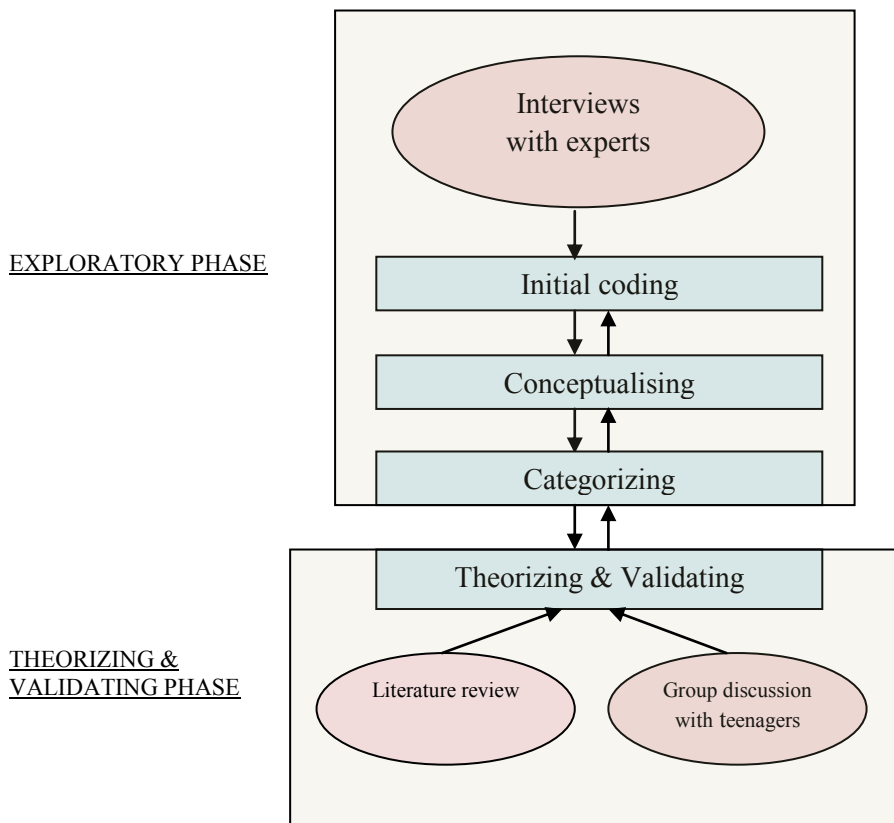 Interviews
with experts
EXPLORATORY PHASE
Initial coding
Conceptualising
Categorizing
Theorizing & Validating
THEORIZING &
VALIDATING PHASE
Literature review
Group discussion
with teenagers